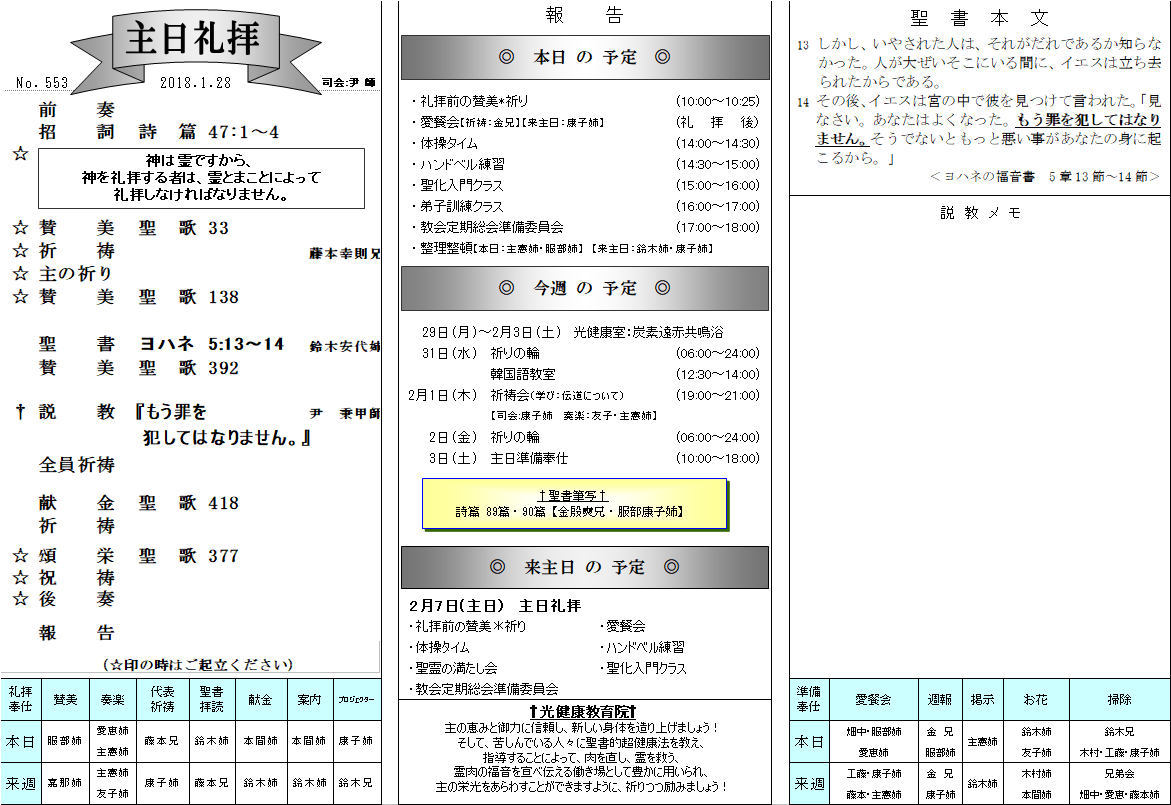 主日礼拝
No. 553　2018.1.28　司会:尹 師
前　奏
招　詞　詩　篇　47:1～4
☆
神は霊ですから、
神を礼拝する者は、霊とまことによって
礼拝しなければなりません。
☆ 賛　美　聖　歌　33
☆ 祈　祷　藤本幸則兄
☆ 主の祈り
☆ 賛　美　聖　歌　138
聖　書　ヨハネ　5:13～14　鈴木安代姉
賛　美　聖　歌　392
† 説　教　『もう罪を　尹　秉甲師
犯してはなりません。』
全員祈祷
献　金　聖　歌　418
祈　祷
☆ 頌　栄　聖　歌　377
☆ 祝　祷
☆ 後　奏
報　告
(☆印の時はご起立ください)
礼拝奉仕　賛美　奏楽　代表祈祷　聖書拝読　献金　案内　プロジェクター
本日　服部姉　愛恵姉 主憲姉　藤本兄　鈴木姉　本間姉　本間姉　康子姉
来週　嘉那姉　主憲姉 友子姉　康子姉　藤本兄　鈴木姉　鈴木姉　鈴木兄
報　告
◎　本日 の 予定　◎
・礼拝前の賛美*祈り　(10:00～10:25)
・愛餐会【祈祷：金兄】【来主日：康子姉】　(礼　拝　後)
・体操タイム　(14:00～14:30)
・ハンドベル練習　(14:30～15:00)
・聖化入門クラス　(15:00～16:00)
・弟子訓練クラス　(16:00～17:00)
・教会定期総会準備委員会　(17:00～18:00)
・整理整頓【本日：主憲姉・服部姉】【来主日：鈴木姉・康子姉】
◎　今週 の 予定　◎
29日(月)～2月3日(土)　光健康室：炭素遠赤共鳴浴
31日(水)　祈りの輪　(06:00～24:00)
韓国語教室　(12:30～14:00)
2月1日(木)　祈祷会(学び：伝道について)　(19:00～21:00)
【司会:康子姉　奏楽：友子・主憲姉】
2日(金)　祈りの輪　(06:00～24:00)
3日(土)　主日準備奉仕　(10:00～18:00)
†聖書筆写†
詩篇 89篇・90篇【金殷奭兄・服部康子姉】
◎　来主日 の 予定　◎
2月7日(主日)　主日礼拝
・礼拝前の賛美＊祈り　・愛餐会
・体操タイム　・ハンドベル練習
・聖霊の満たし会　・聖化入門クラス
・教会定期総会準備委員会
†光健康教育院†
主の恵みと御力に信頼し、新しい身体を造り上げましょう！
そして、苦しんでいる人々に聖書的超健康法を教え、
指導することによって、肉を直し、霊を救う、
霊肉の福音を宣べ伝える働き場として豊かに用いられ、
主の栄光をあらわすことができますように、祈りつつ励みましょう！
聖 書 本 文
13 しかし、いやされた人は、それがだれであるか知らな
かった。人が大ぜいそこにいる間に、イエスは立ち去
られたからである。
14 その後、イエスは宮の中で彼を見つけて言われた。「見
なさい。あなたはよくなった。もう罪を犯してはなり
ません。そうでないともっと悪い事があなたの身に起
こるから。」
＜ヨハネの福音書　5章13節～14節＞
説 教 メ モ
準備奉仕　愛餐会　週報　掲示　お花　掃除
本日　畑中・服部姉 愛恵姉　金 兄 服部姉　主憲姉　鈴木姉 友子姉　鈴木兄 木村・工藤・康子姉
来週　工藤・康子姉 藤本・主憲姉　金 兄 康子姉　鈴木姉　木村姉 本間姉　兄弟会 畑中・愛恵・藤本姉